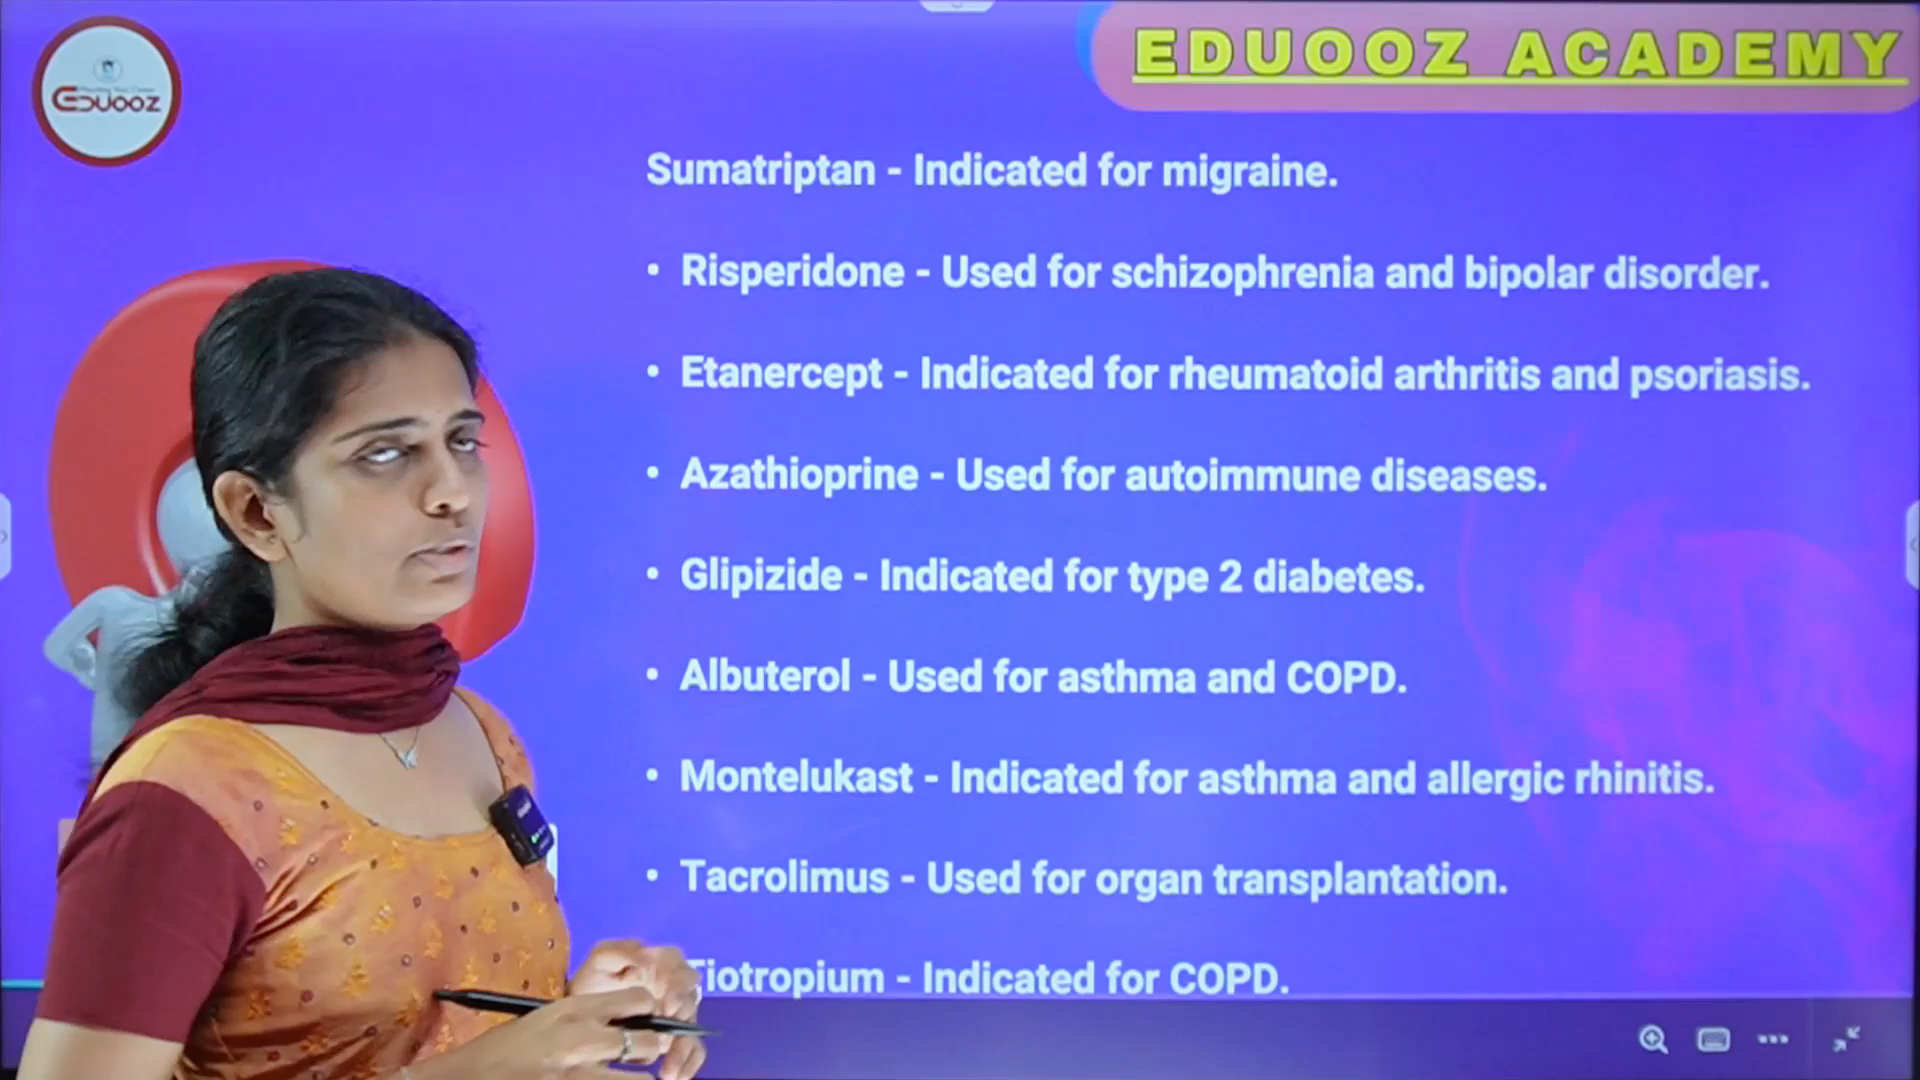 EDUOOZ
EDUOOZ ACADEMY
Sumatriptan - Indicated for migraine.
• Risperidone - Used for schizophrenia and bipolar disorder.
• Etanercept - Indicated for rheumatoid arthritis and psoriasis.
• Azathioprine - Used for autoimmune diseases.
• Glipizide - Indicated for type 2 diabetes.
• Albuterol - Used for asthma and COPD.
• Montelukast - Indicated for asthma and allergic rhinitis.
• Tacrolimus - Used for organ transplantation.
Tiotropium - Indicated for COPD.